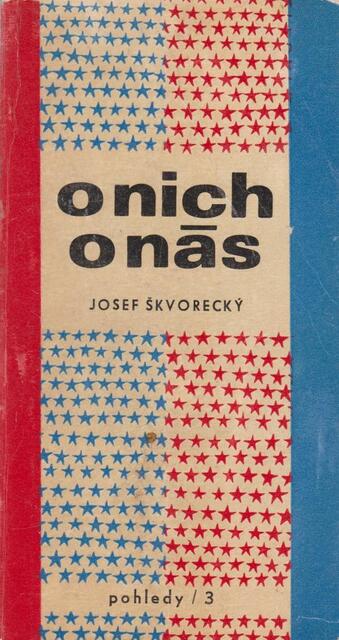 o nich
o nás
JOSEF ŠKVORECKÝ
pohledy / 3